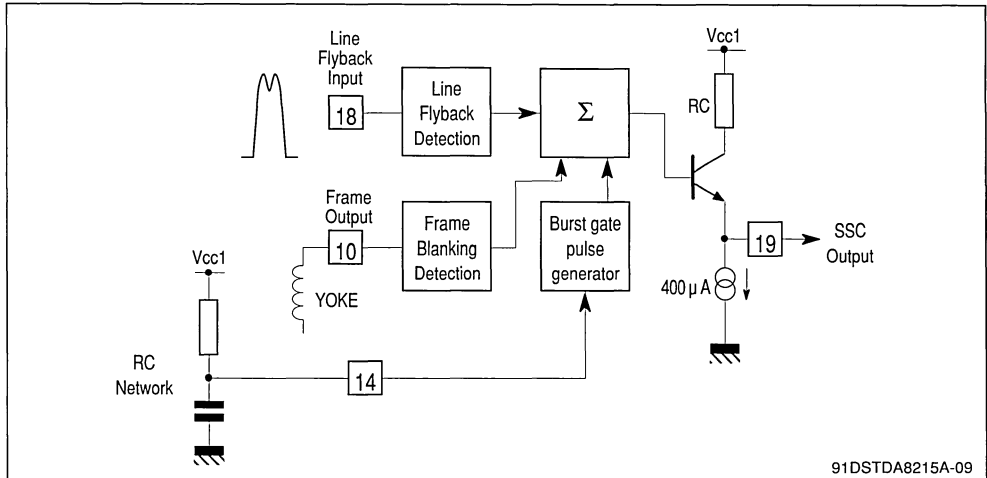 Line
Flyback
Input
18
Line
Flyback
Detection
Σ
Vcc1
RC
Frame
Output
10
Frame
Blanking
Detection
Burst gate
pulse
generator
19
SSC
Output
Vcc1
YOKE
400 µ A
RC
Network
14
91DSTDA8215A-09